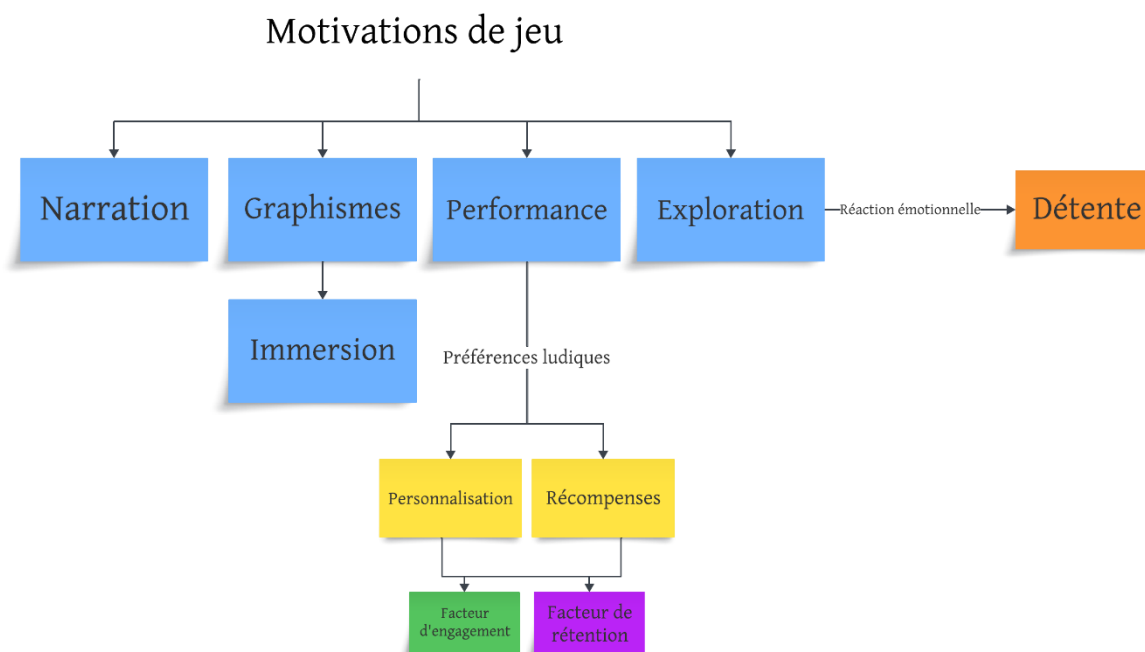 Motivations de jeu
Narration
Graphismes
Performance
Exploration
Réaction émotionnelle
Détente
Immersion
Préférences ludiques
Personnalisation
Récompenses
Facteur
d'engagement
Facteur de
rétention